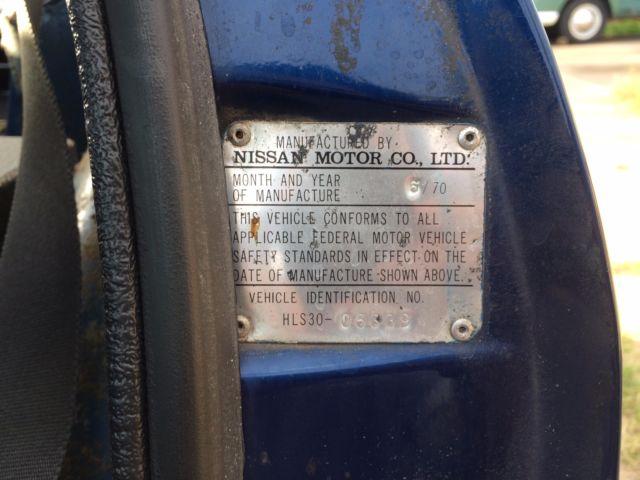 MANUFACTURED BY
NISSAN MOTOR CO., LTD.
MONTH AND YEAR
OF MANUFACTURE /70
THIS VEHICLE CONFORMS TO ALL
APPLICABLE FEDERAL MOTOR VEHICLE
SAFETY STANDARDS IN EFFECT ON THE
DATE OF MANUFACTURE SHOWN ABOVE.
VEHICLE IDENTIFICATION NO.
HLS30-